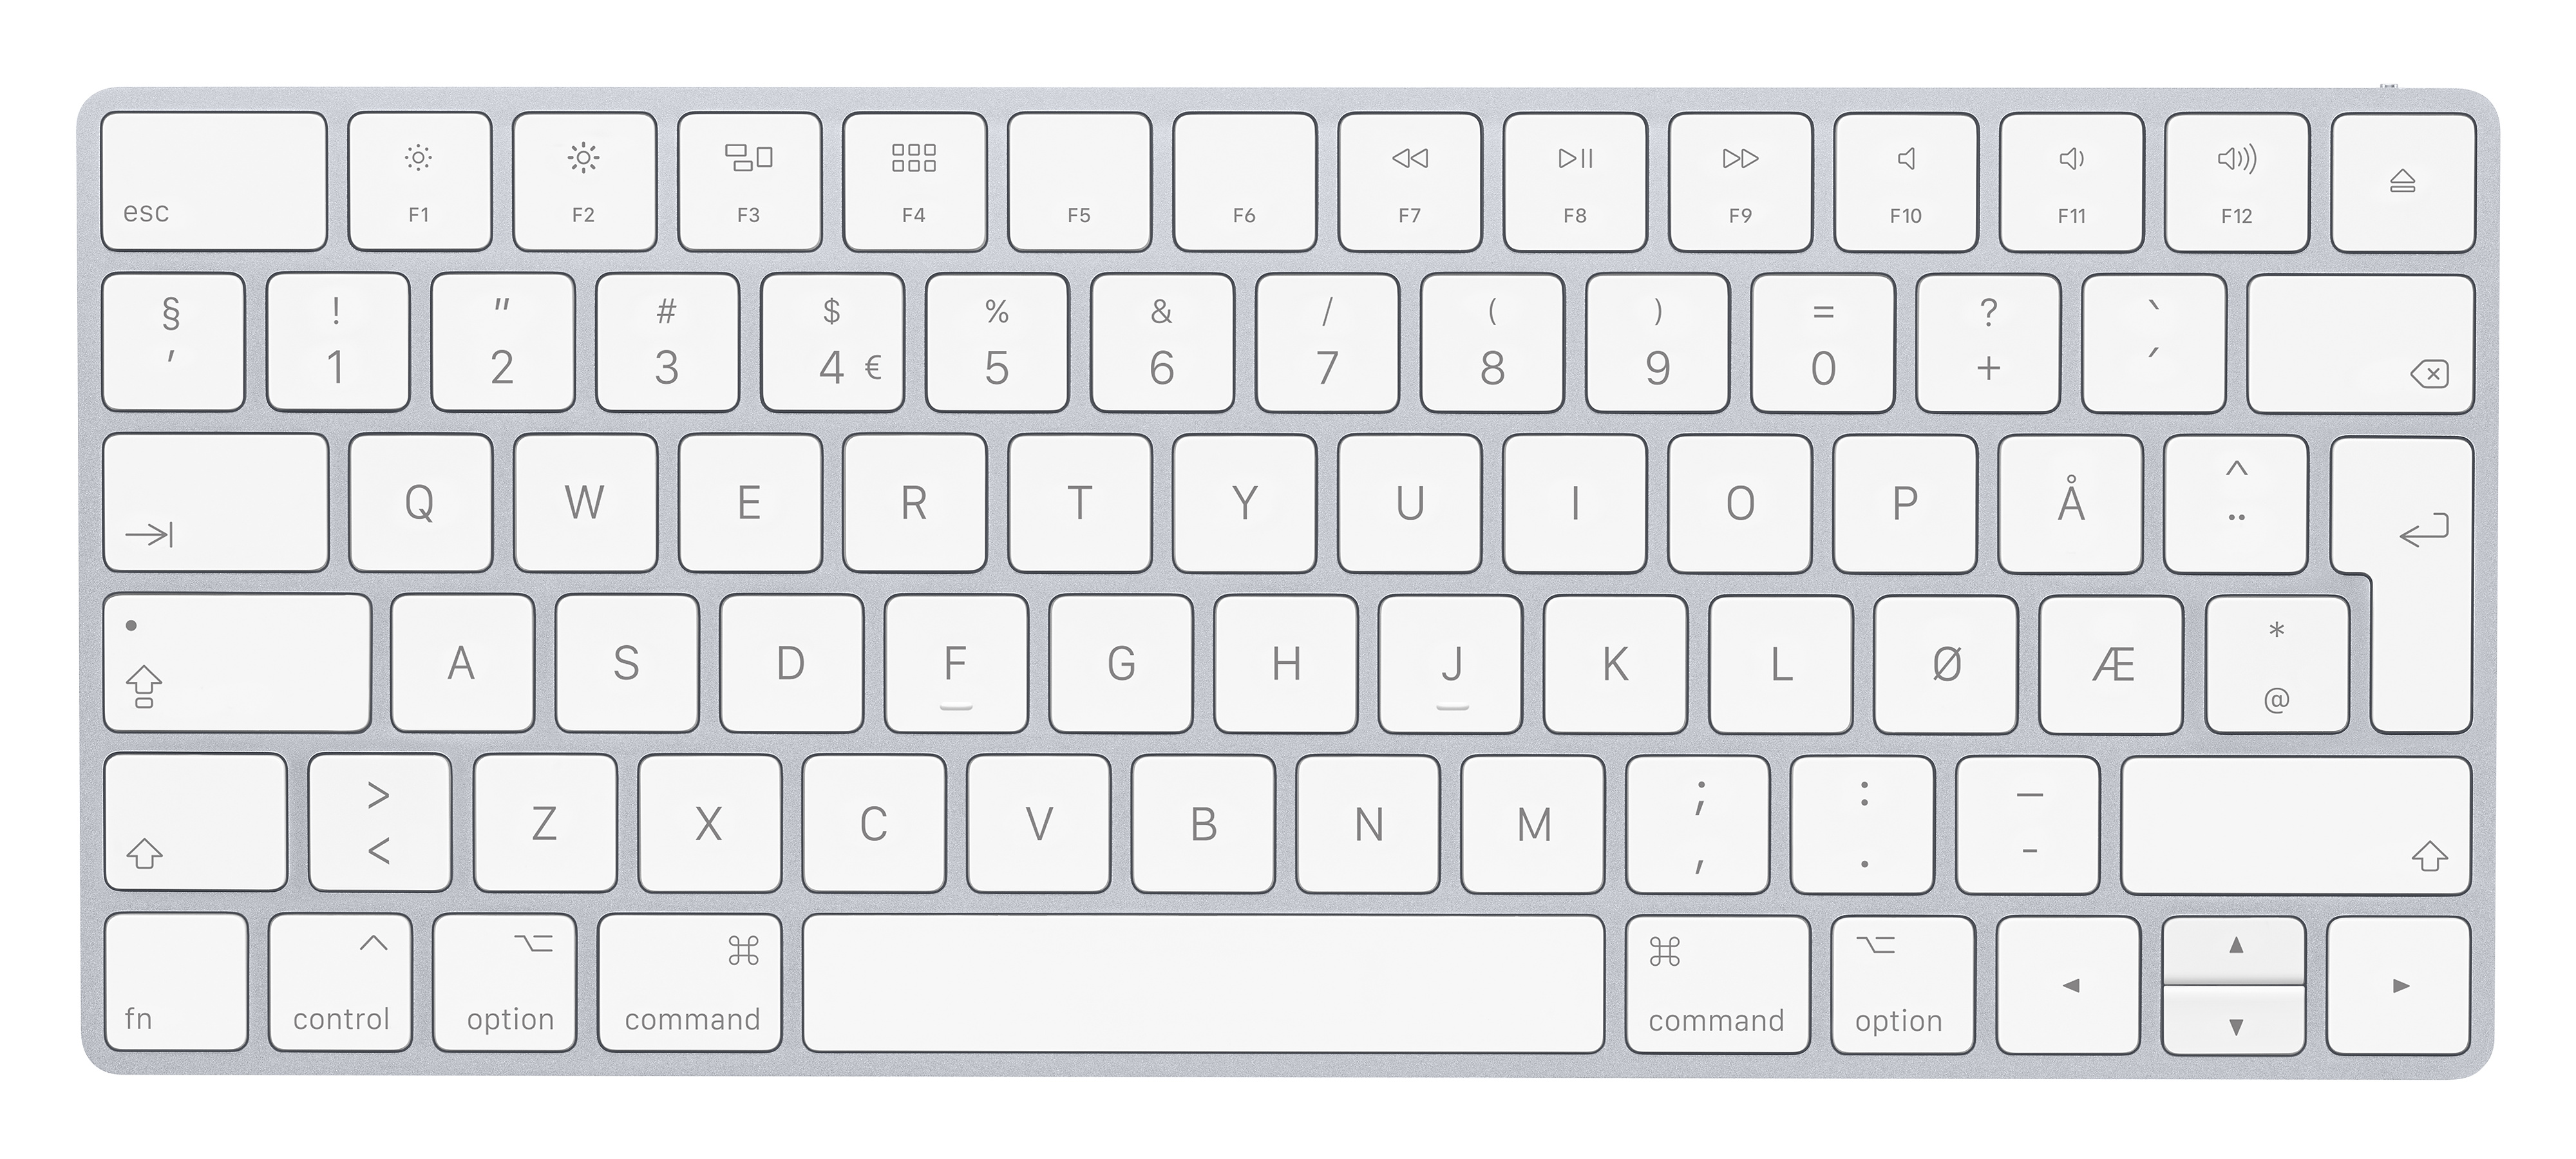 esc F1 F2 F3 F4 F5 F6 F7 F8 F9 F10 F11 F12
§ ! " # $ % & / ( ) = ? `
' 1 2 3 4 € 5 6 7 8 9 0 + ´
Q W E R T Y U I O P Å ^ ¨
A S D F G H J K L Ø Æ * @
> Z X C V B N M ; : —
< , . -
fn control option command command option